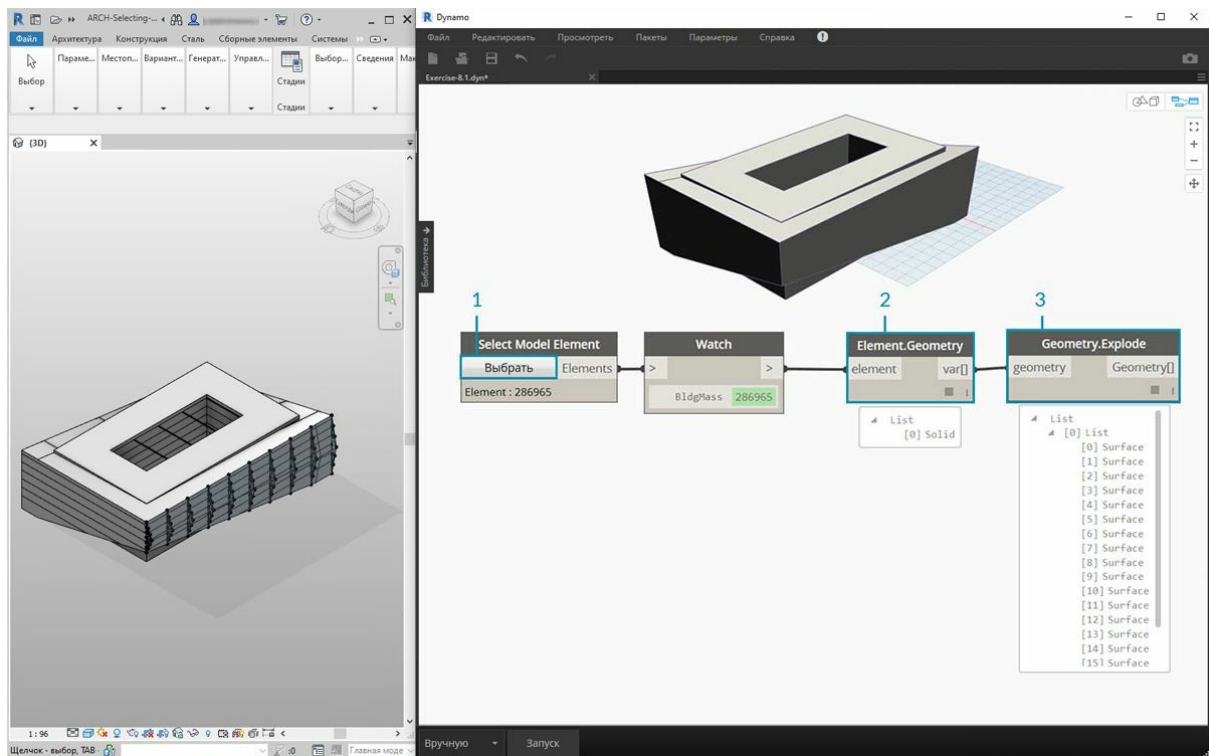 ARCH-Selecting-...
Файл Архитектура Конструкция Сталь Сборные элементы Системы
Параме... Местоп... Вариант... Генерат... Управл... Выбор... Сведения Мак
Выбор
Стадии
Стадии
{3D}
1 : 96
Щелчок - выбор, TAB -
:0
Главная моде
Dynamo
Файл Редактировать Просмотреть Пакеты Параметры Справка
Exercise-8.1.dyn*
Библиотека
1
2
3
Select Model Element
Выбрать Elements
Element : 286965
Watch
> >
BldgMass 286965
Element.Geometry
element var[]
List
[0] Solid
Geometry.Explode
geometry Geometry[]
List
[0] List
[0] Surface
[1] Surface
[2] Surface
[3] Surface
[4] Surface
[5] Surface
[6] Surface
[7] Surface
[8] Surface
[9] Surface
[10] Surface
[11] Surface
[12] Surface
[13] Surface
[14] Surface
[15] Surface
Вручную Запуск